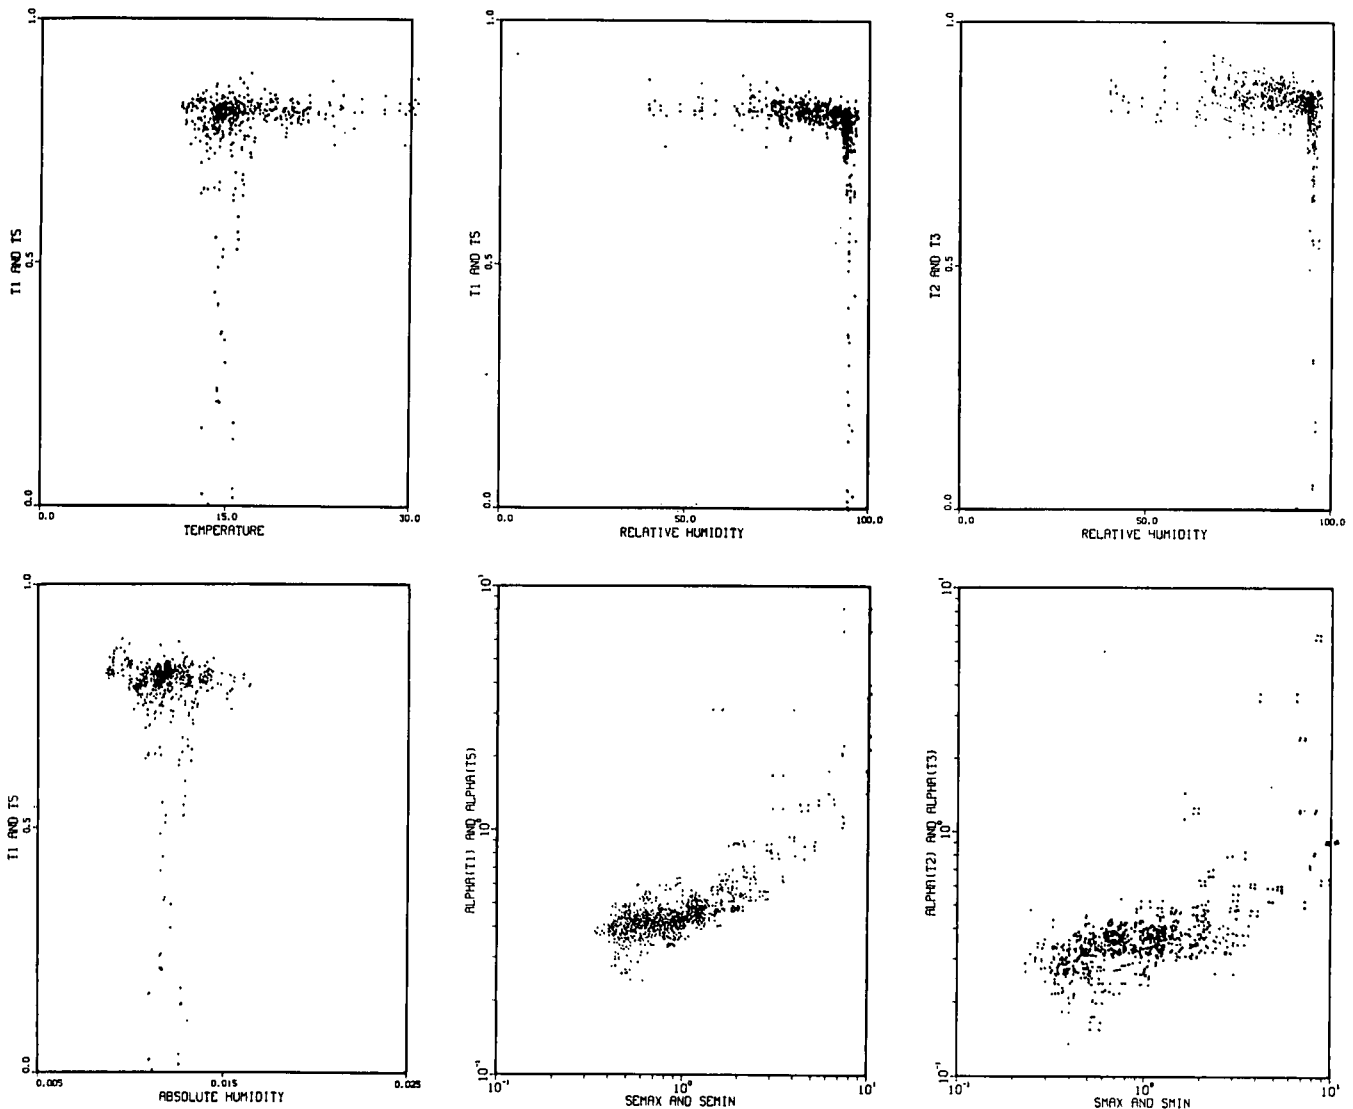 1.0
T1 AND T5
0.5
0.0
0.0 15.0 30.0
TEMPERATURE
1.0
T1 AND T5
0.5
0.0
0.0 50.0 100.0
RELATIVE HUMIDITY
1.0
T2 AND T3
0.5
0.0
0.0 50.0 100.0
RELATIVE HUMIDITY
1.0
T1 AND T5
0.5
0.0
0.005 0.015 0.025
ABSOLUTE HUMIDITY
10¹
ALPHA(T1) AND ALPHA(T5)
10⁰
10⁻¹
10⁻¹ 10⁰ 10¹
SEMAX AND SEMIN
10¹
ALPHA(T2) AND ALPHA(T3)
10⁰
10⁻¹
10⁻¹ 10⁰ 10¹
SMAX AND SMIN